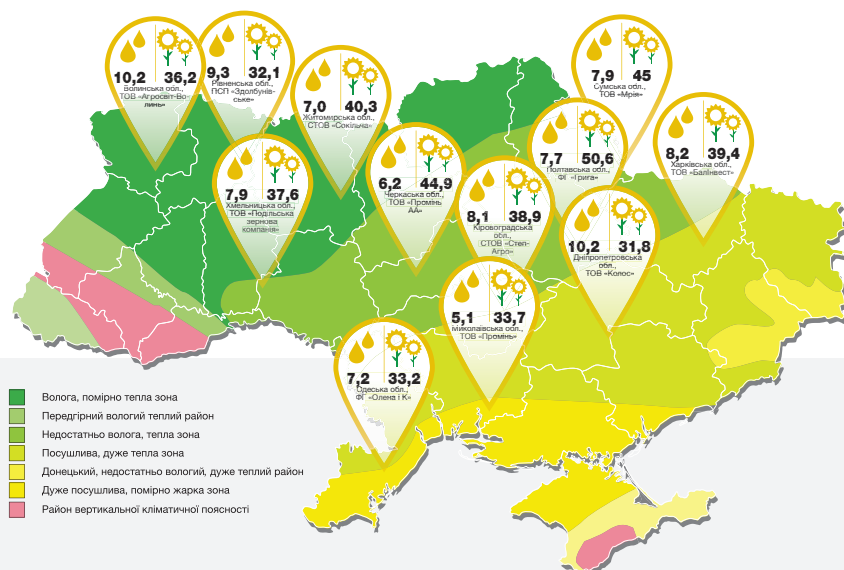 10,2 36,2
Волинська обл.,
ТОВ «Агросвіт-Во-
линь»
9,3 32,1
Рівненська обл.,
ПСП «Здолбунів-
ське»
7,0 40,3
Житомирська обл.,
СТОВ «Сокільча»
7,9 45
Сумська обл.,
ТОВ «Мрія»
7,9 37,6
Хмельницька обл.,
ТОВ «Подільська
зернова
компанія»
6,2 44,9
Черкаська обл.,
ТОВ «Промінь
АА»
7,7 50,6
Полтавська обл.,
ФГ «Грига»
8,2 39,4
Харківська обл.,
ТОВ «БалІнвест»
8,1 38,9
Кіровоградська
обл.,
СТОВ «Степ-
Агро»
10,2 31,8
Дніпропетровська
обл.,
ТОВ «Колос»
5,1 33,7
Миколаївська обл.,
ТОВ «Промінь»
7,2 33,2
Одеська обл.,
ФГ «Олена і К»
Волога, помірно тепла зона
Передгірний вологий теплий район
Недостатньо волога, тепла зона
Посушлива, дуже тепла зона
Донецький, недостатньо вологий, дуже теплий район
Дуже посушлива, помірно жарка зона
Район вертикальної кліматичної поясності